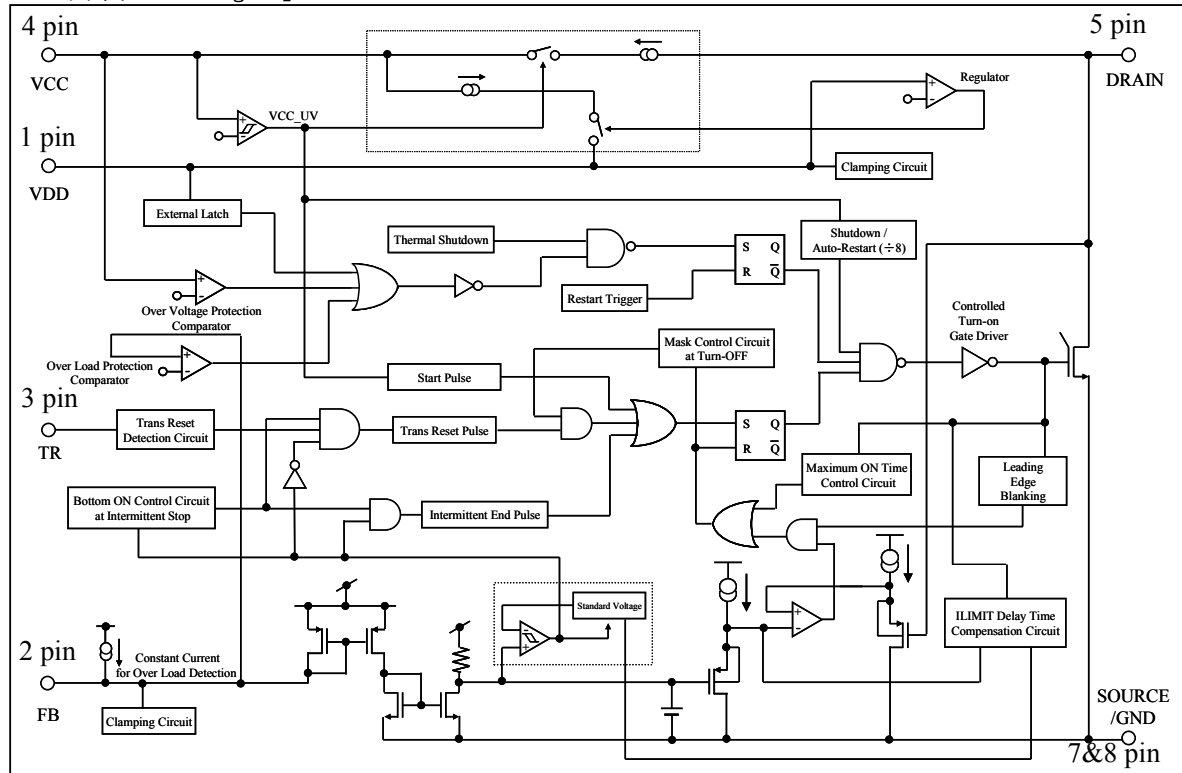 4 pin
5 pin
VCC
DRAIN
Regulator
+
-
VCC_UV
+
-
1 pin
VDD
Clamping Circuit
External Latch
Thermal Shutdown
S Q
R Q̅
Shutdown /
Auto-Restart (÷8)
Restart Trigger
+
-
Over Voltage Protection
Comparator
Controlled
Turn-on
Gate Driver
Mask Control Circuit
at Turn-OFF
+
-
Over Load Protection
Comparator
Start Pulse
3 pin
TR
Trans Reset
Detection Circuit
Trans Reset Pulse
S Q
R Q̅
Maximum ON Time
Control Circuit
Leading
Edge
Blanking
Bottom ON Control Circuit
at Intermittent Stop
Intermittent End Pulse
Standard Voltage
-
+
+
-
ILIMIT Delay Time
Compensation Circuit
2 pin
FB
Constant Current
for Over Load Detection
Clamping Circuit
SOURCE
/GND
7&8 pin